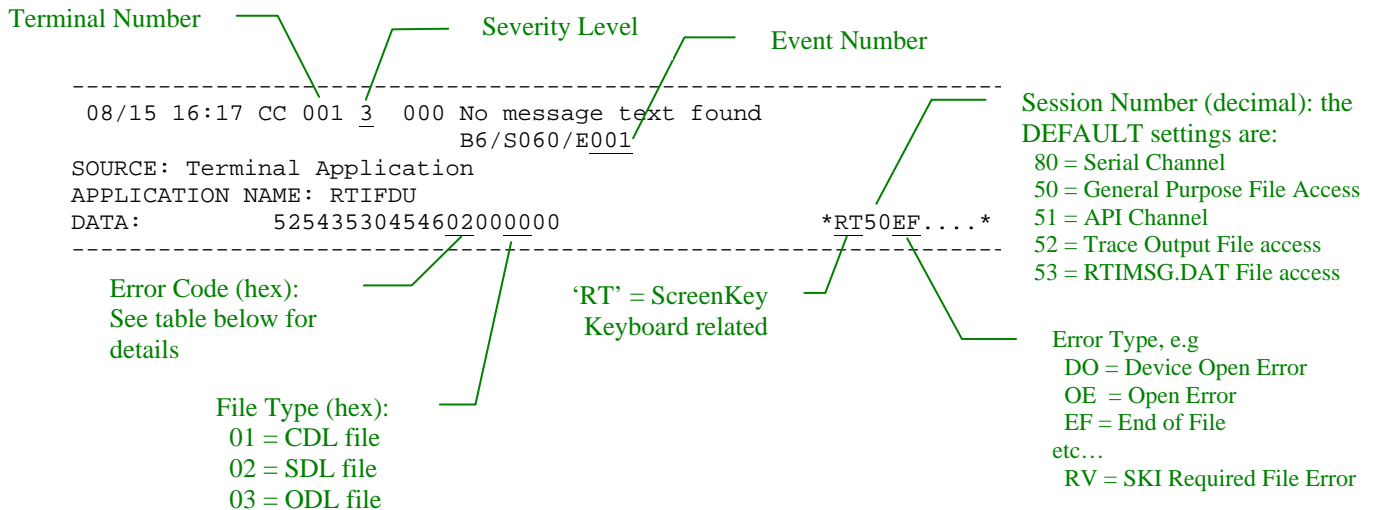 Terminal Number
Severity Level
Event Number
--------------------------------------------------------------
08/15 16:17 CC 001 3 000 No message text found
B6/S060/E001
SOURCE: Terminal Application
APPLICATION NAME: RTIFDU
DATA: 52543530454602000000 *RT50EF....*
--------------------------------------------------------------
Session Number (decimal): the
DEFAULT settings are:
80 = Serial Channel
50 = General Purpose File Access
51 = API Channel
52 = Trace Output File access
53 = RTIMSG.DAT File access
Error Code (hex):
See table below for
details
‘RT’ = ScreenKey
Keyboard related
File Type (hex):
01 = CDL file
02 = SDL file
03 = ODL file
Error Type, e.g
DO = Device Open Error
OE = Open Error
EF = End of File
etc…
RV = SKI Required File Error